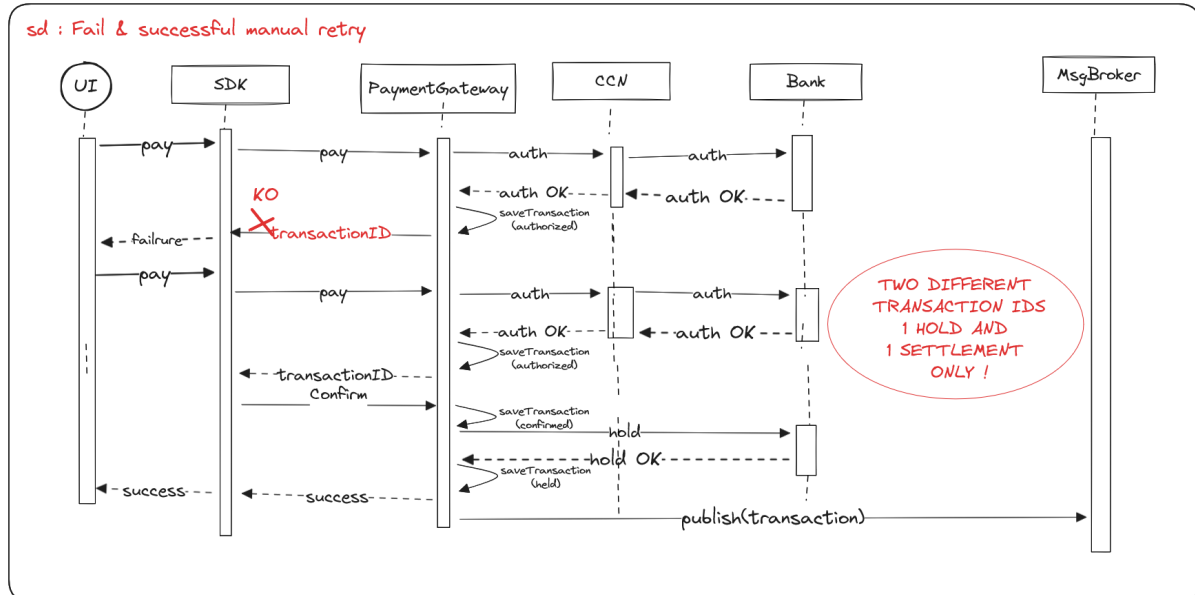 sd : Fail & successful manual retry
UI
SDK
PaymentGateway
CCN
Bank
MsgBroker
pay
pay
auth
auth
auth OK
auth OK
KO
saveTransaction
(authorized)
transactionID
failrure
pay
pay
auth
auth
auth OK
auth OK
saveTransaction
(authorized)
TWO DIFFERENT
TRANSACTION IDS
1 HOLD AND
1 SETTLEMENT
ONLY !
transactionID
Confirm
saveTransaction
(confirmed)
hold
hold OK
saveTransaction
(held)
success
success
publish(transaction)